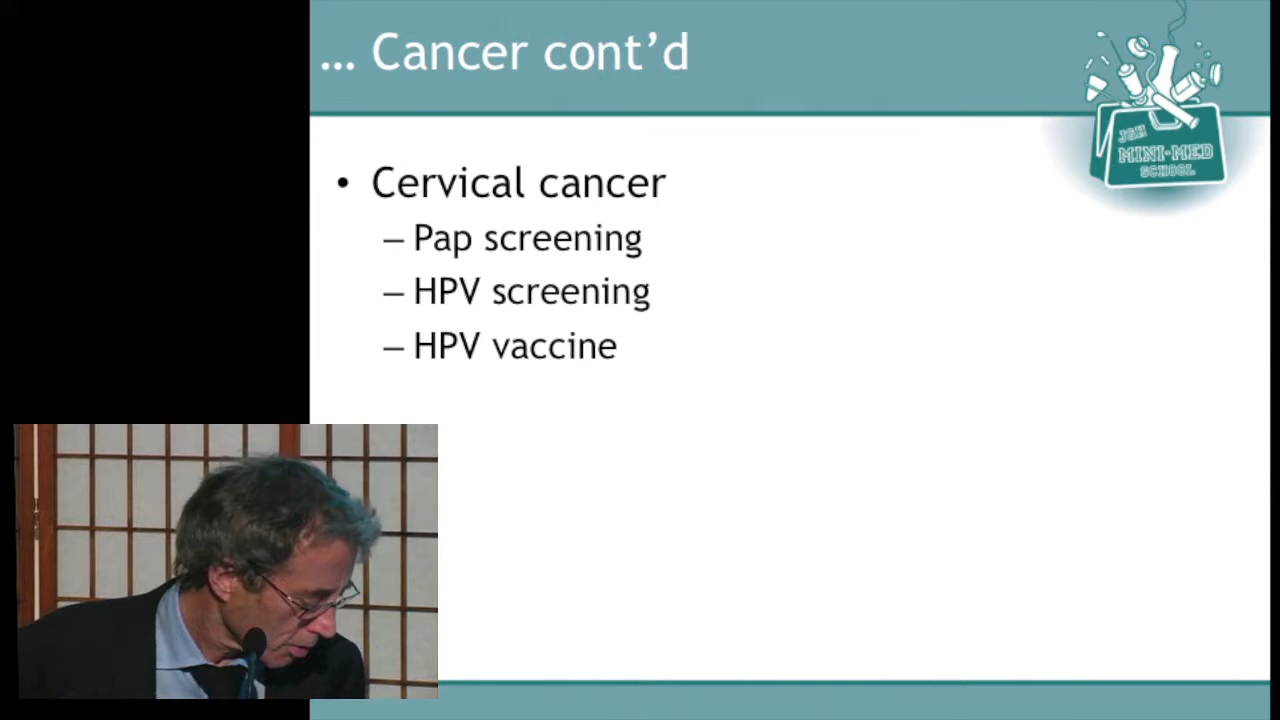 ... Cancer cont'd
JGH
MINI-MED
SCHOOL
• Cervical cancer
– Pap screening
– HPV screening
– HPV vaccine